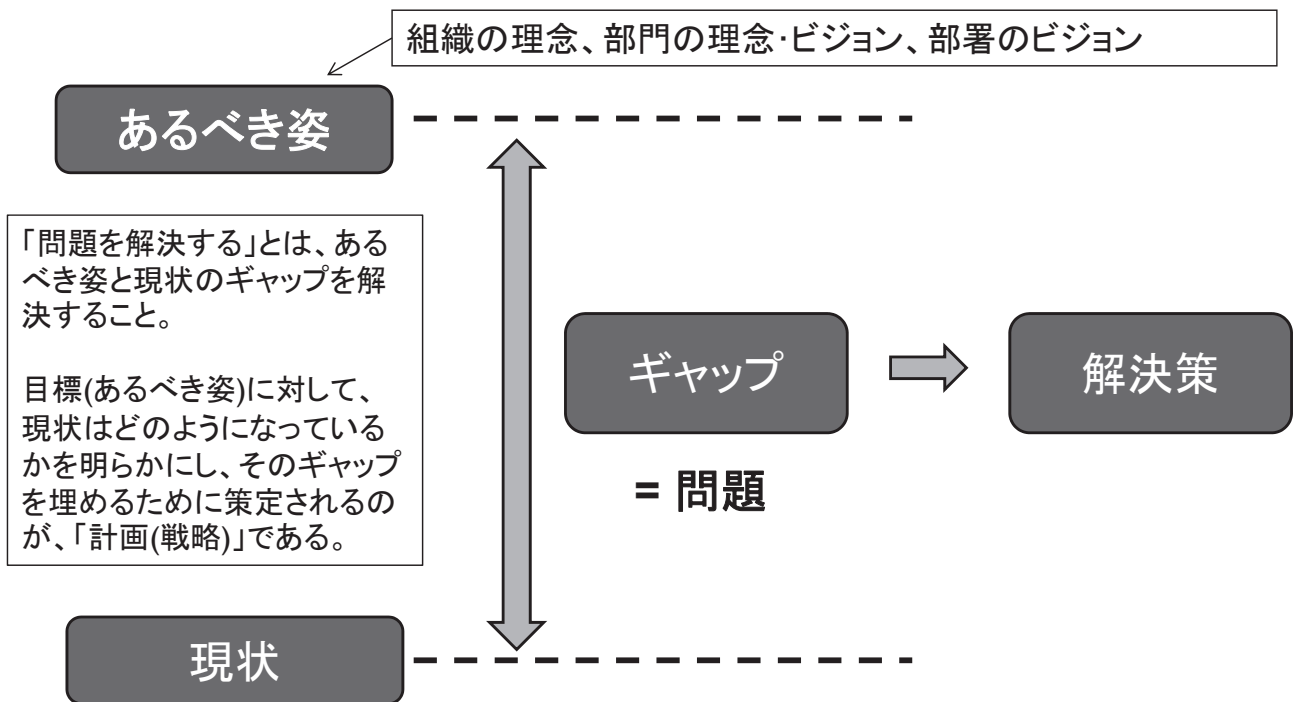 組織の理念、部門の理念・ビジョン、部署のビジョン
あるべき姿
「問題を解決する」とは、ある
べき姿と現状のギャップを解
決すること。
目標(あるべき姿)に対して、
現状はどのようになっている
かを明らかにし、そのギャップ
を埋めるために策定されるの
が、「計画(戦略)」である。
ギャップ
解決策
= 問題
現状